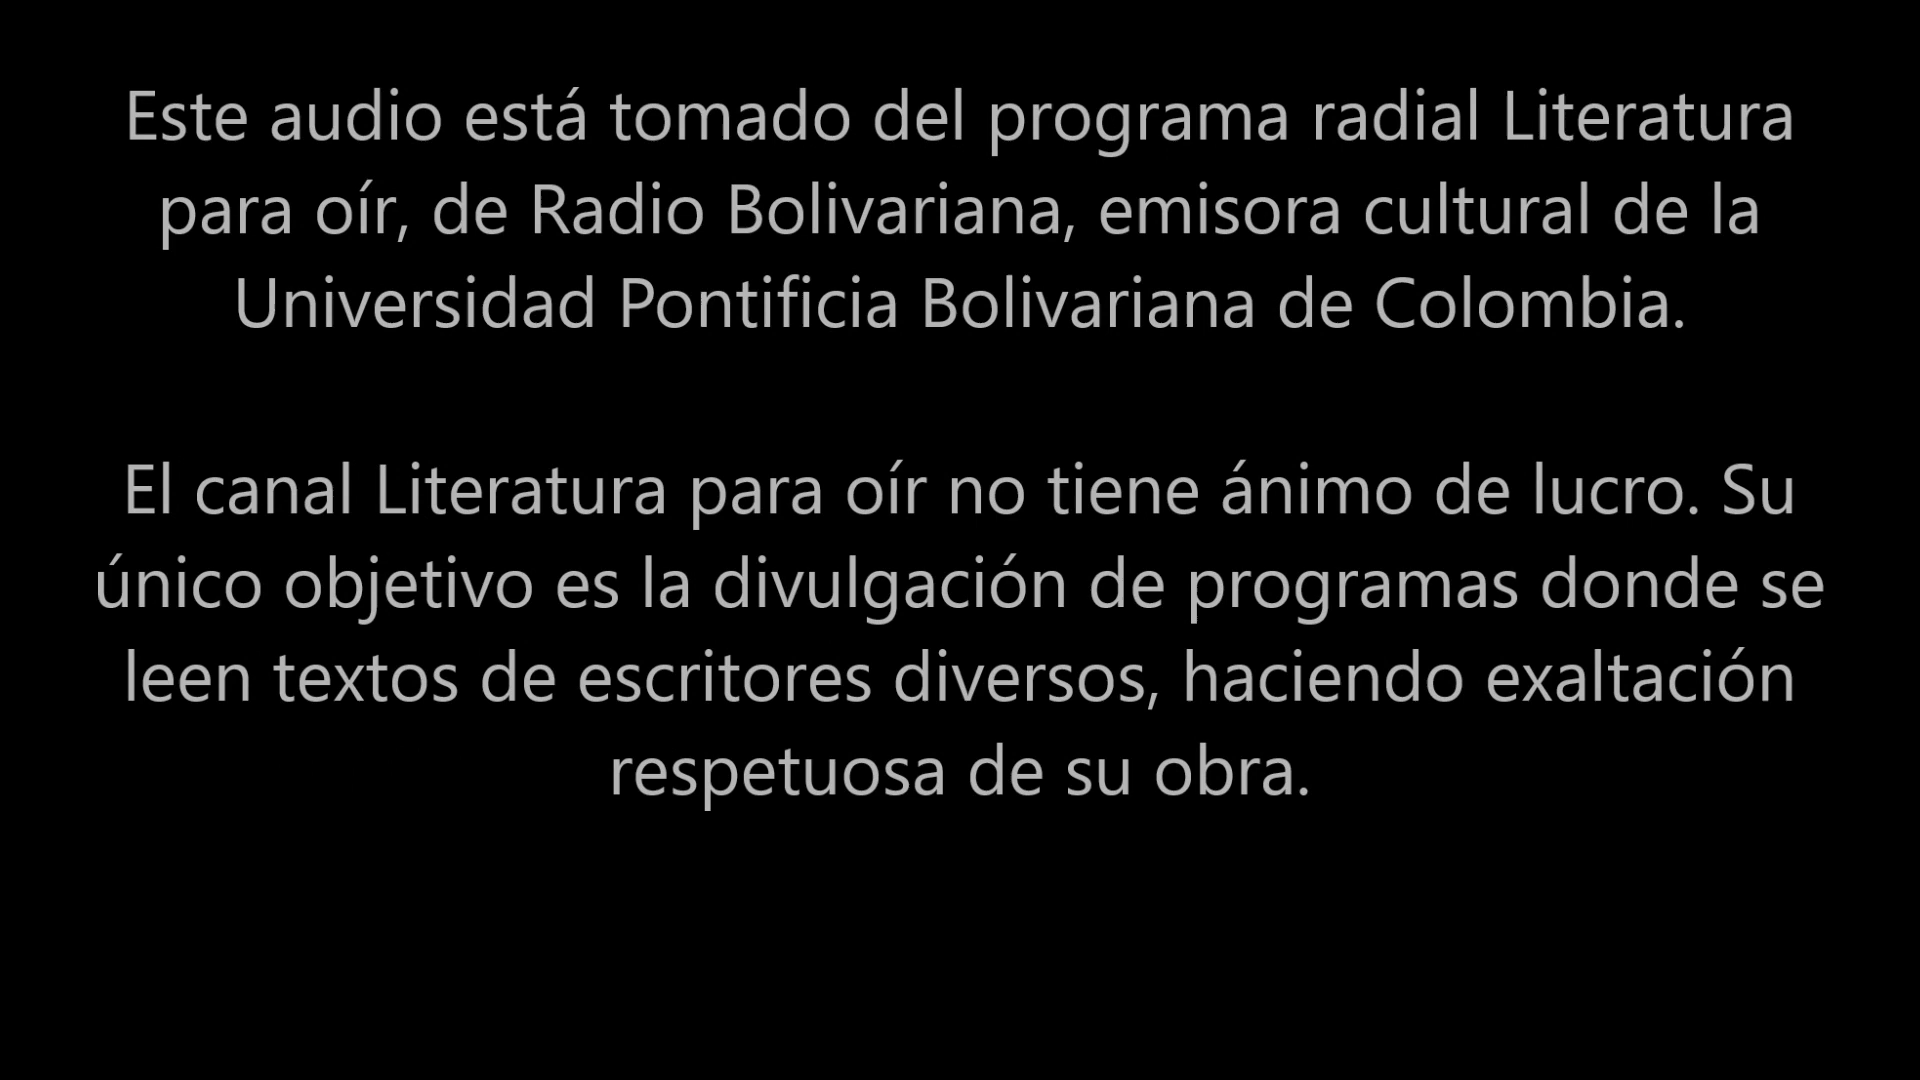 Este audio está tomado del programa radial Literatura
para oír, de Radio Bolivariana, emisora cultural de la
Universidad Pontificia Bolivariana de Colombia.
El canal Literatura para oír no tiene ánimo de lucro. Su
único objetivo es la divulgación de programas donde se
leen textos de escritores diversos, haciendo exaltación
respetuosa de su obra.